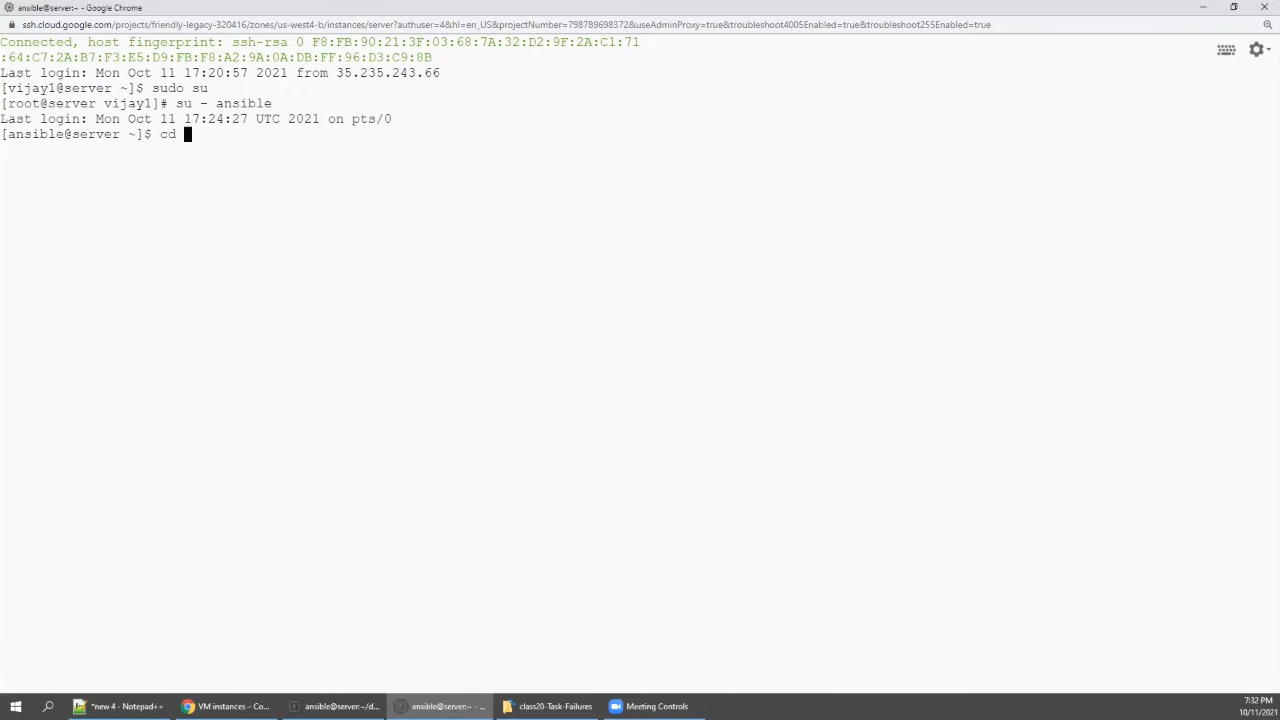 ansible@server:~ - Google Chrome
ssh.cloud.google.com/projects/friendly-legacy-320416/zones/us-west4-b/instances/server?authuser=4&hl=en_US&projectNumber=798789698372&useAdminProxy=true&troubleshoot4005Enabled=true&troubleshoot255Enabled=true
Connected, host fingerprint: ssh-rsa 0 F8:FB:90:21:3F:03:68:7A:32:D2:9F:2A:C1:71
:64:C7:2A:B7:F3:E5:D9:FB:F8:A2:9A:0A:DB:FF:96:D3:C9:8B
Last login: Mon Oct 11 17:20:57 2021 from 35.235.243.66
[vijay1@server ~]$ sudo su
[root@server vijay1]# su - ansible
Last login: Mon Oct 11 17:24:27 UTC 2021 on pts/0
[ansible@server ~]$ cd
*new 4 - Notepad++
VM instances – Co...
ansible@server:~/d...
ansible@server:~ - ...
class20-Task-Failures
Meeting Controls
7:32 PM
10/11/2021